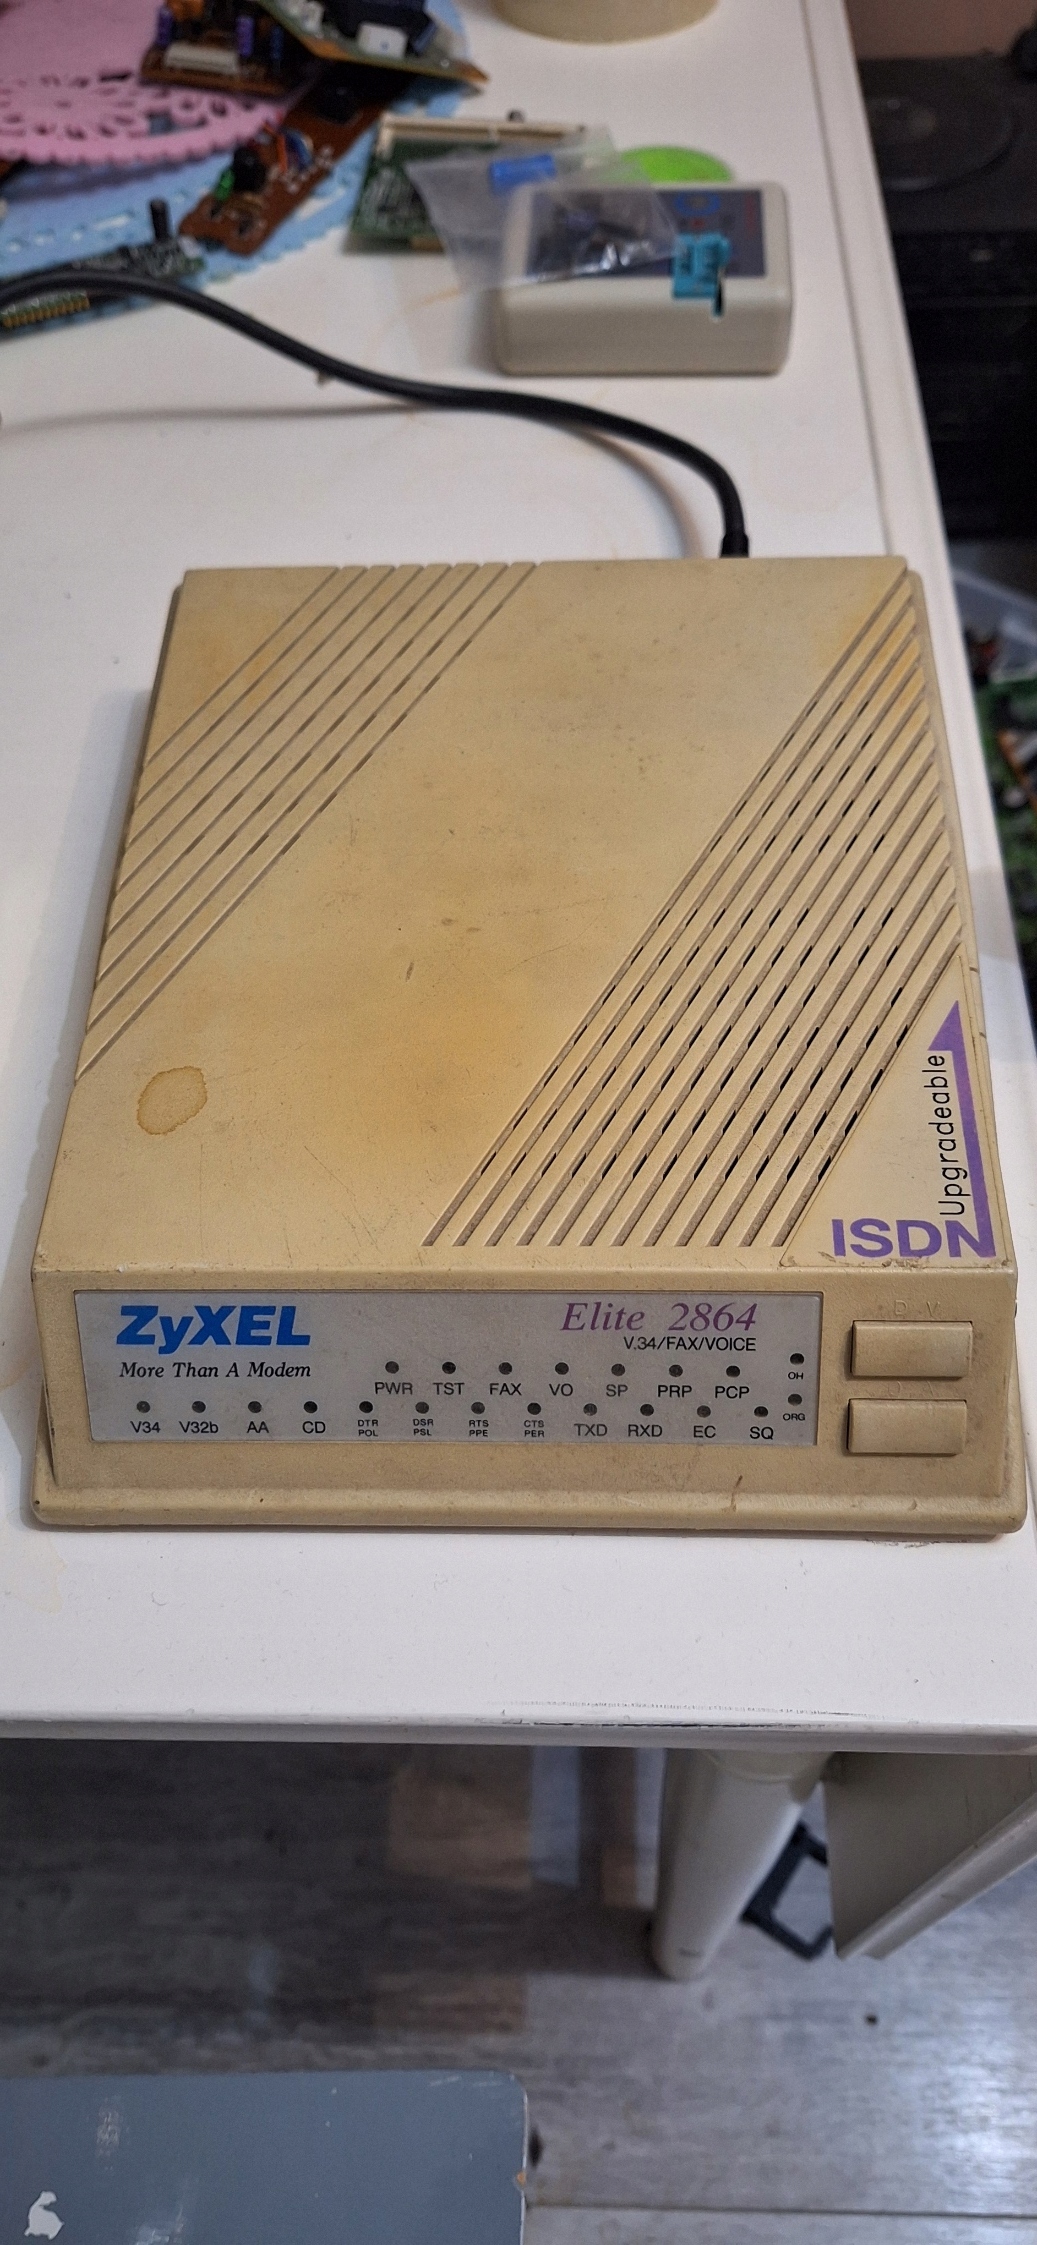 Upgradeable
ISDN
ZyXEL
More Than A Modem
Elite 2864
V.34/FAX/VOICE
PWR TST FAX VO SP PRP PCP
OH
V34 V32b AA CD DTR POL DSR PSL RTS PPE CTS PER TXD RXD EC SQ
ORG
D V